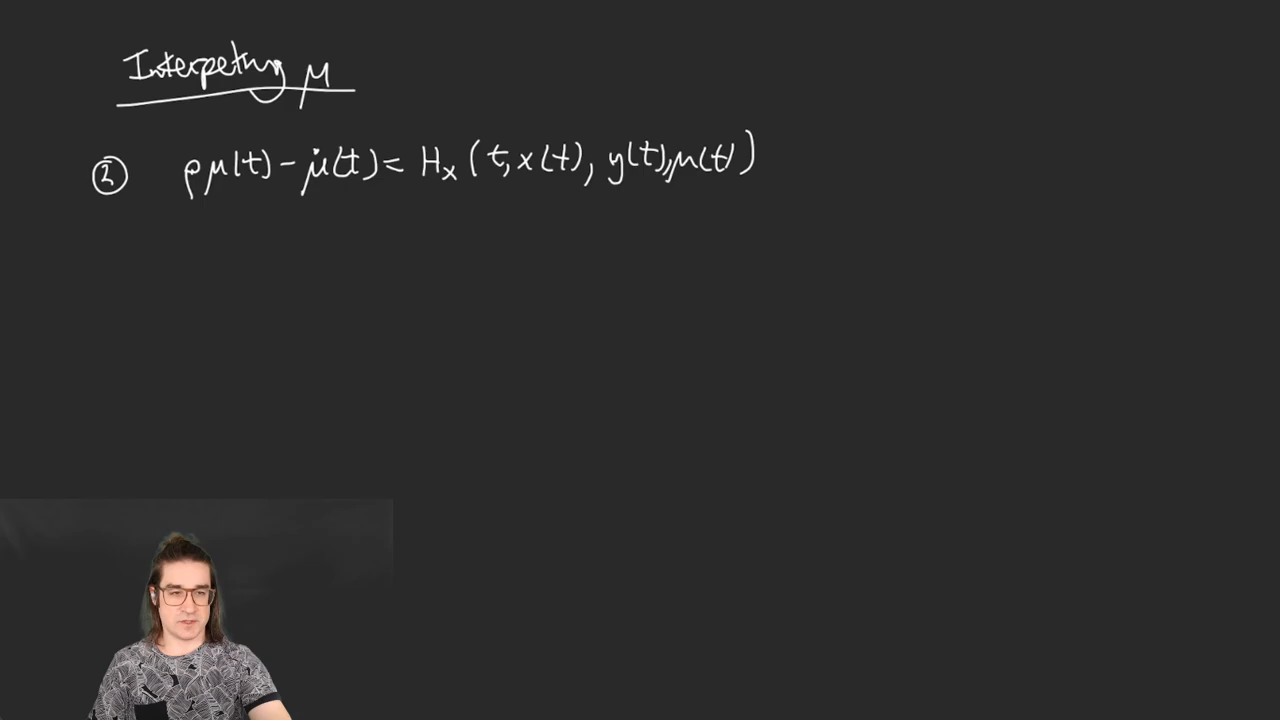 Interpeting μ
② ρμ(t) - μ̇(t) = Hₓ (t, x(t), y(t), μ(t))